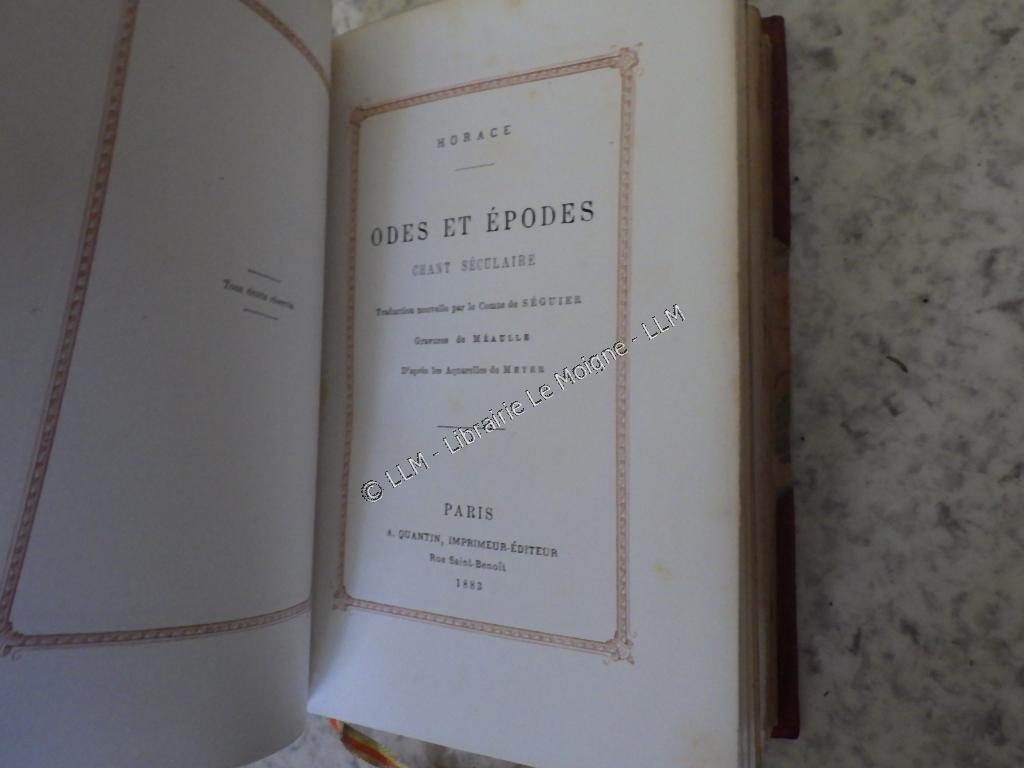 Tous droits réservés.
HORACE
ODES ET ÉPODES
CHANT SÉCULAIRE
Traduction nouvelle par le Comte de SÉGUIER
Gravures de MÉAULLE
D'après les Aquarelles de MEYER
© LLM - Librairie Le Moigne - LLM
PARIS
A. QUANTIN, IMPRIMEUR-ÉDITEUR
Rue Saint-Benoît
1883